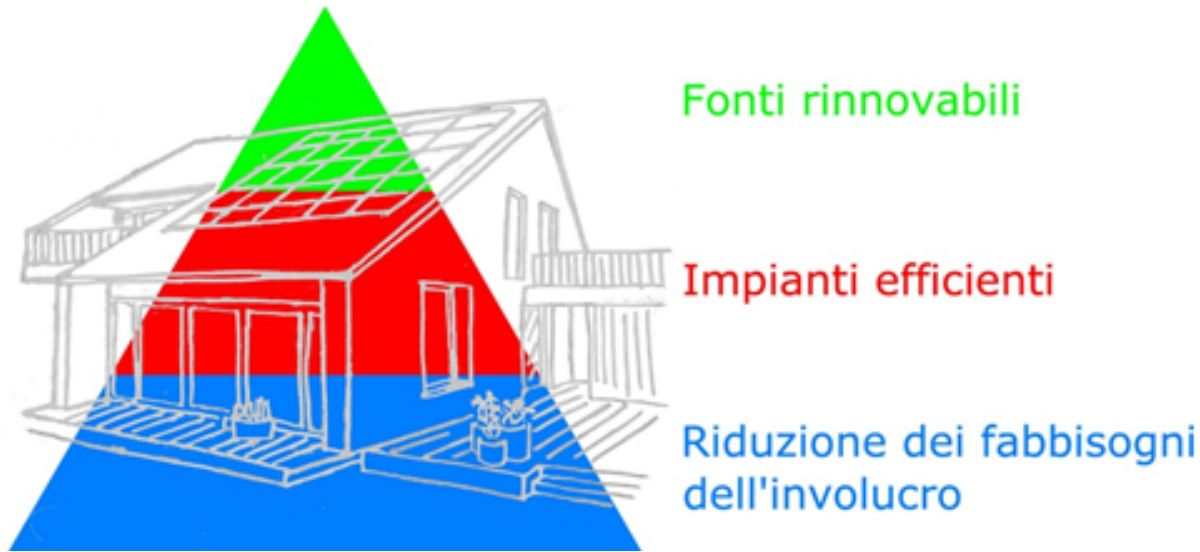 Fonti rinnovabili
Impianti efficienti
Riduzione dei fabbisogni
dell'involucro